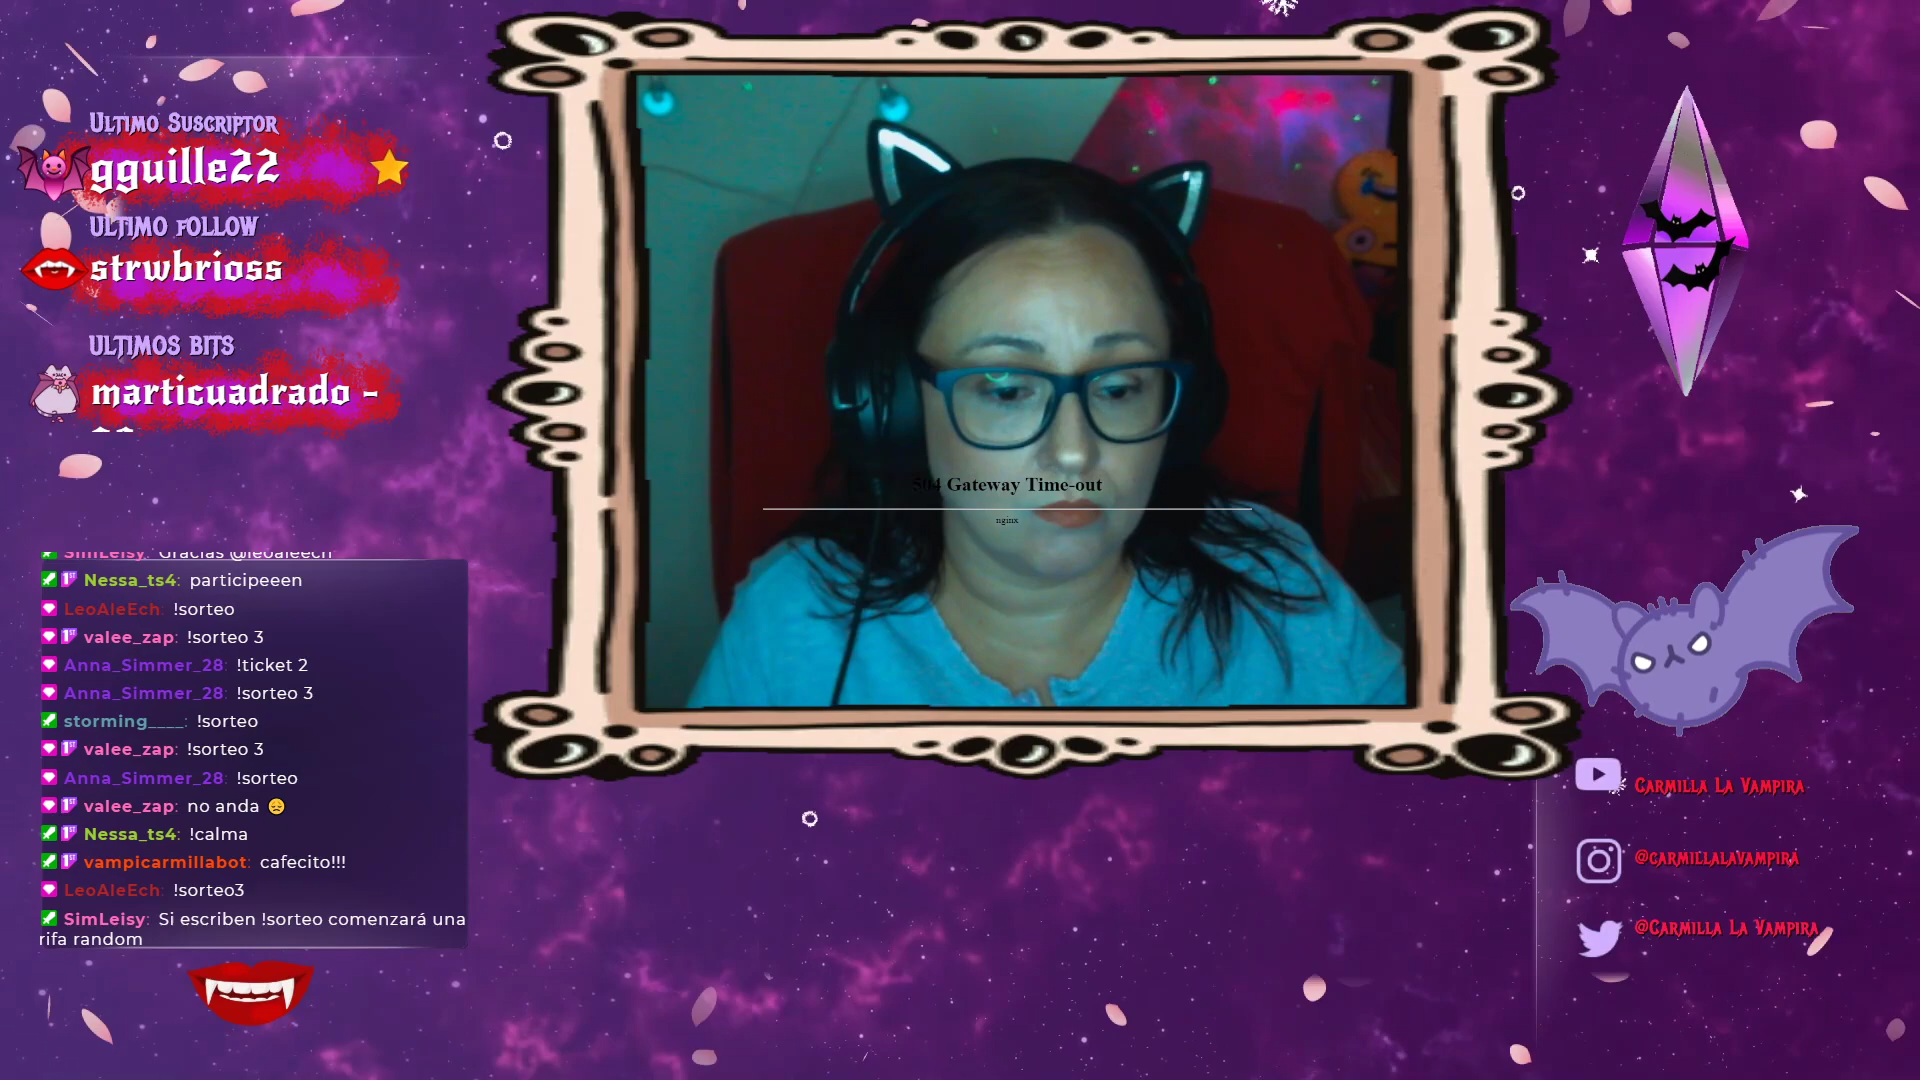 Ultimo Suscriptor
gguille22
ULTIMO FOLLOW
strwbrioss
ULTIMOS BITS
marticuadrado -
504 Gateway Time-out
nginx
SimLeisy: Gracias @leoaleech
Nessa_ts4: participeeen
LeoAleEch: !sorteo
valee_zap: !sorteo 3
Anna_Simmer_28: !ticket 2
Anna_Simmer_28: !sorteo 3
storming____: !sorteo
valee_zap: !sorteo 3
Anna_Simmer_28: !sorteo
valee_zap: no anda 😔
Nessa_ts4: !calma
vampicarmillabot: cafecito!!!
LeoAleEch: !sorteo3
SimLeisy: Si escriben !sorteo comenzará una
rifa random
Carmilla La Vampira
@carmillalavampira
@Carmilla La Vampira